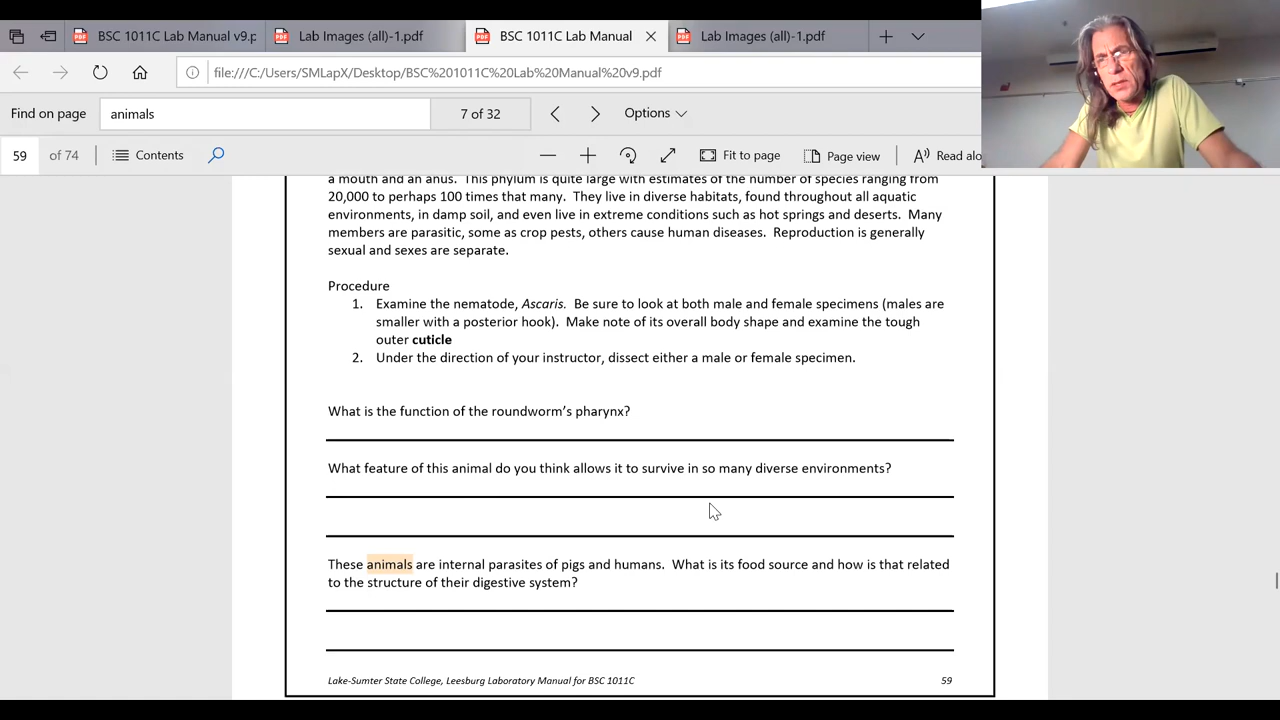 BSC 1011C Lab Manual v9.p
Lab Images (all)-1.pdf
BSC 1011C Lab Manual
Lab Images (all)-1.pdf
file:///C:/Users/SMLapX/Desktop/BSC%201011C%20Lab%20Manual%20v9.pdf
Find on page
animals
7 of 32
Options
59 of 74
Contents
Fit to page
Page view
Read alo
a mouth and an anus. This phylum is quite large with estimates of the number of species ranging from
20,000 to perhaps 100 times that many. They live in diverse habitats, found throughout all aquatic
environments, in damp soil, and even live in extreme conditions such as hot springs and deserts. Many
members are parasitic, some as crop pests, others cause human diseases. Reproduction is generally
sexual and sexes are separate.
Procedure
1. Examine the nematode, Ascaris. Be sure to look at both male and female specimens (males are
smaller with a posterior hook). Make note of its overall body shape and examine the tough
outer cuticle
2. Under the direction of your instructor, dissect either a male or female specimen.
What is the function of the roundworm's pharynx?
What feature of this animal do you think allows it to survive in so many diverse environments?
These animals are internal parasites of pigs and humans. What is its food source and how is that related
to the structure of their digestive system?
Lake-Sumter State College, Leesburg Laboratory Manual for BSC 1011C
59